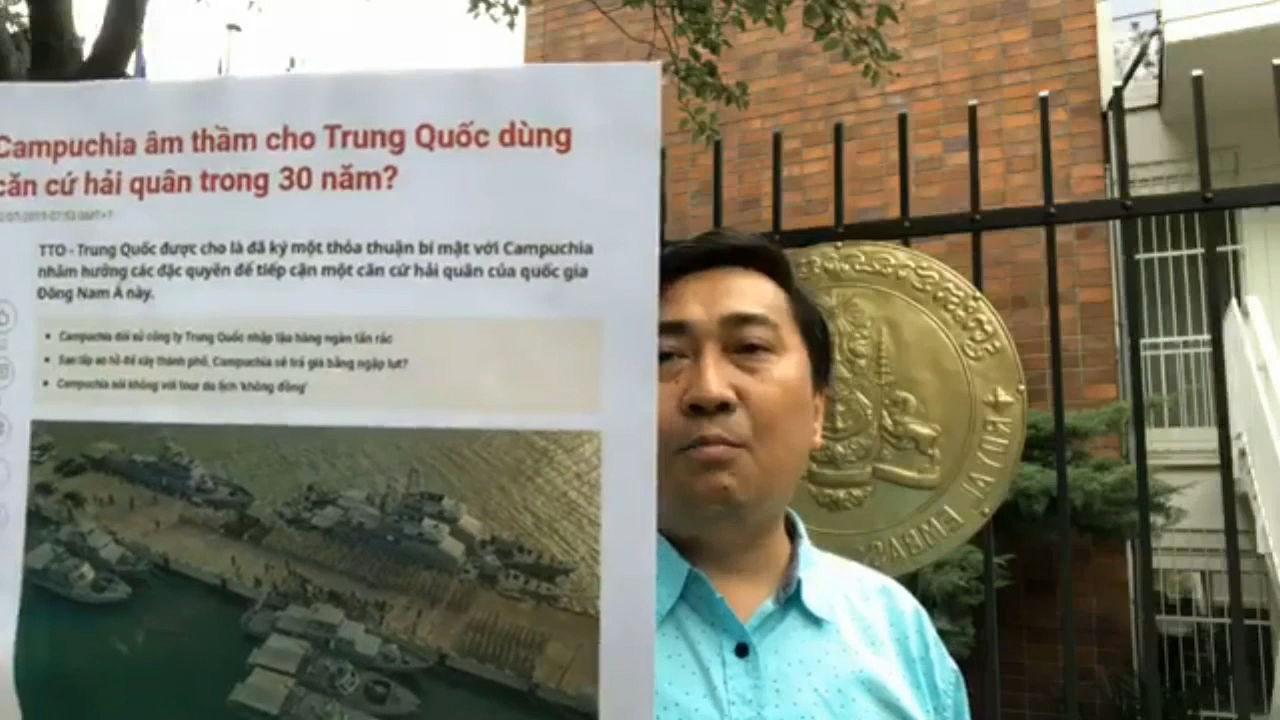 Campuchia âm thầm cho Trung Quốc dùng
căn cứ hải quân trong 30 năm?
TTO - Trung Quốc được cho là đã ký một thỏa thuận bí mật với Campuchia
nhằm hưởng các đặc quyền để tiếp cận một căn cứ hải quân của quốc gia
Đông Nam Á này.
Campuchia đòi xử công ty Trung Quốc nhập lậu hàng ngàn tấn rác
San lấp ao hồ để xây thành phố, Campuchia sẽ trả giá bằng ngập lụt?
Campuchia nói không với tour du lịch 'không đồng'